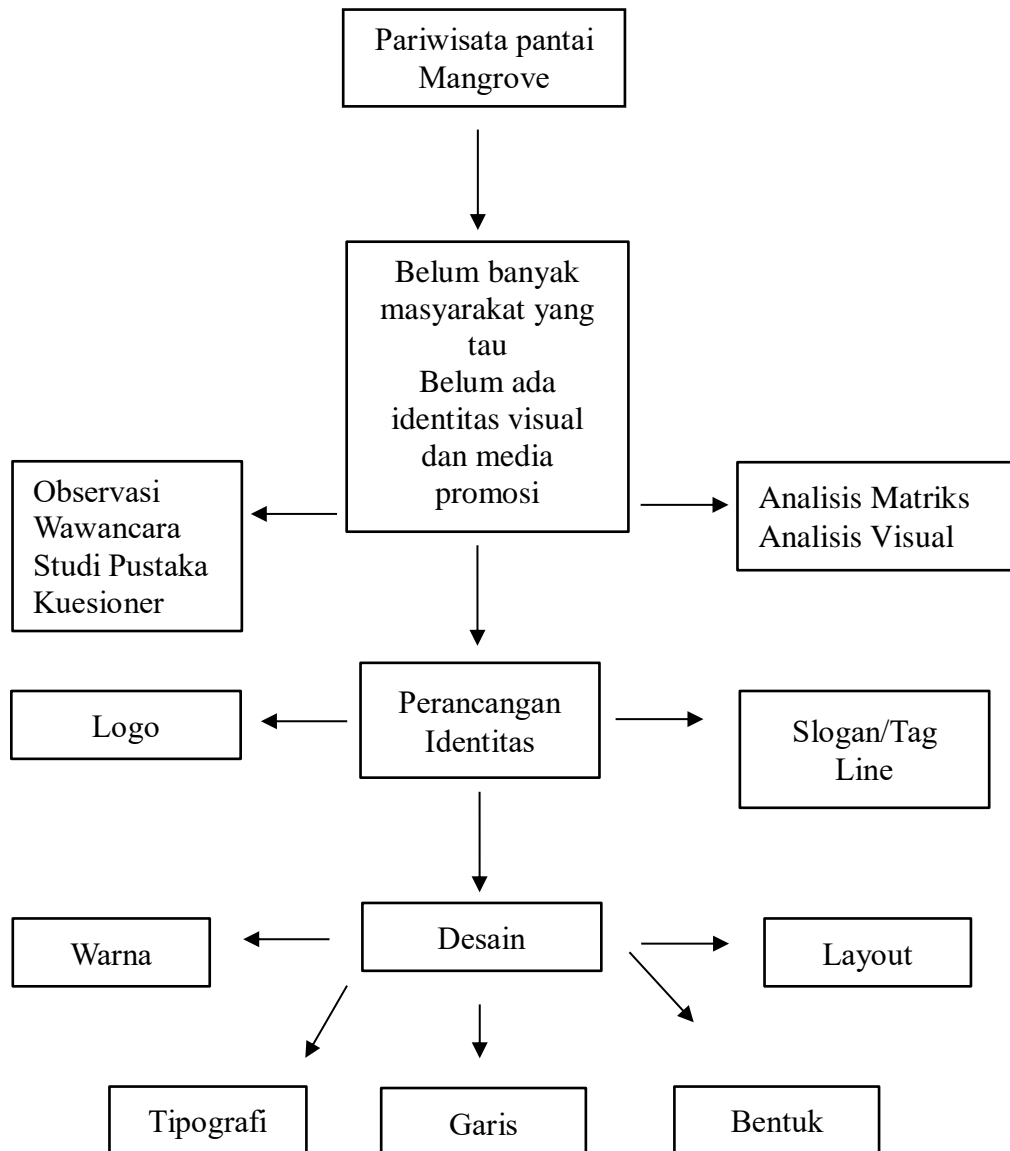 Pariwisata pantai
Mangrove
Belum banyak
masyarakat yang
tau
Belum ada
identitas visual
dan media
promosi
Observasi
Wawancara
Studi Pustaka
Kuesioner
Analisis Matriks
Analisis Visual
Logo
Perancangan
Identitas
Slogan/Tag
Line
Warna
Desain
Layout
Tipografi
Garis
Bentuk